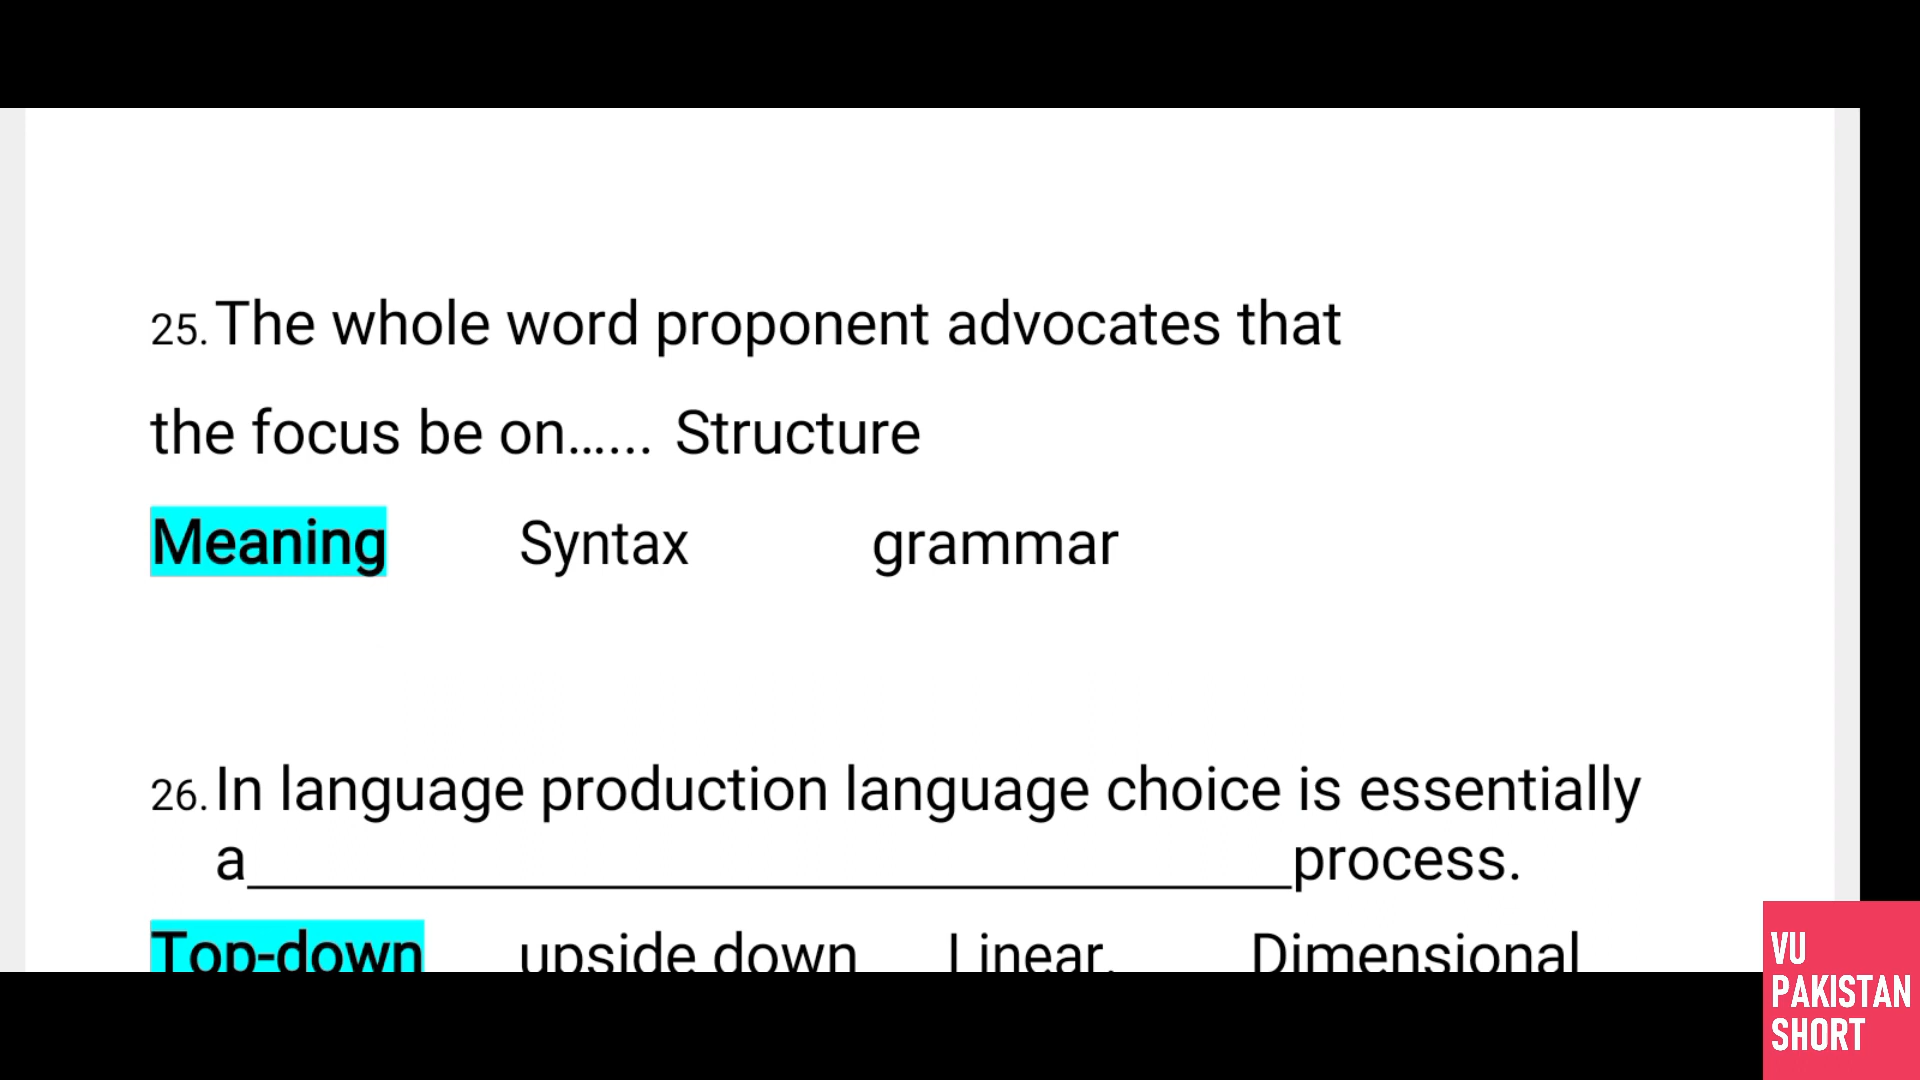 25. The whole word proponent advocates that
the focus be on...... Structure
Meaning Syntax grammar
26. In language production language choice is essentially
a__________________________________process.
Top-down upside down Linear. Dimensional
VU
PAKISTAN
SHORT